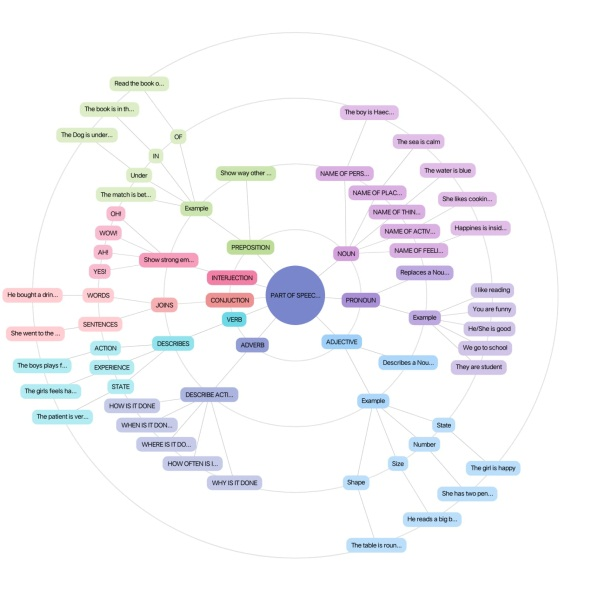 Read the book o...
The book is in th...
The Dog is under...
OF
IN
Under
The match is bet...
Example
Show way other ...
PREPOSITION
The boy is Haec...
The sea is calm
The water is blue
She likes cookin...
Happines is insid...
NAME OF PERS...
NAME OF PLAC...
NAME OF THIN...
NAME OF ACTIV...
NAME OF FEELI...
NOUN
OH!
WOW!
AH!
YES!
Show strong en...
INTERJECTION
PART OF SPEEC...
Replaces a Nou...
PRONOUN
Example
I like reading
You are funny
He/She is good
We go to school
They are student
He bought a drin...
WORDS
She went to the ...
SENTENCES
JOINS
CONJUCTION
VERB
DESCRIBES
ACTION
EXPERIENCE
STATE
The boys plays f...
The girls feels ha...
The patient is ver...
ADVERB
DESCRIBE ACTI...
HOW IS IT DONE
WHEN IS IT DON...
WHERE IS IT DO...
HOW OFTEN IS I...
WHY IS IT DONE
ADJECTIVE
Describes a Nou...
Example
State
Number
Size
Shape
The girl is happy
She has two pen...
He reads a big b...
The table is roun...